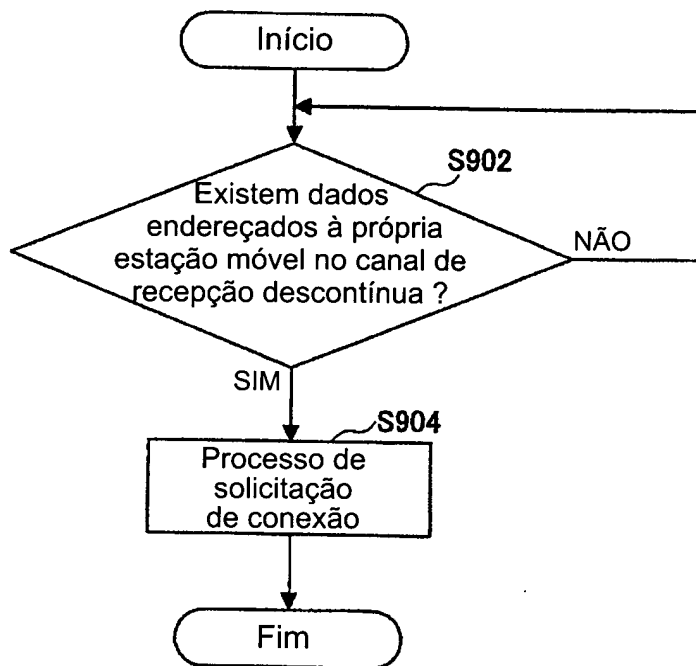 Início
S902
Existem dados
endereçados à própria
estação móvel no canal de
recepção descontínua ?
NÃO
SIM
S904
Processo de
solicitação
de conexão
Fim